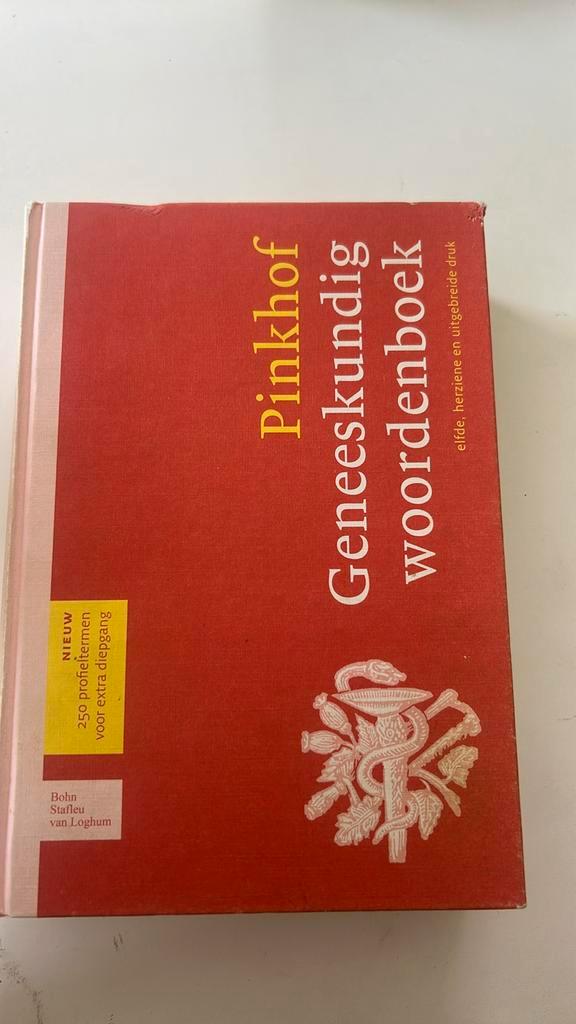 Pinkhof
Geneeskundig
woordenboek
elfde, herziene en uitgebreide druk
NIEUW
250 profieltermen
voor extra diepgang
Bohn
Stafleu
van Loghum